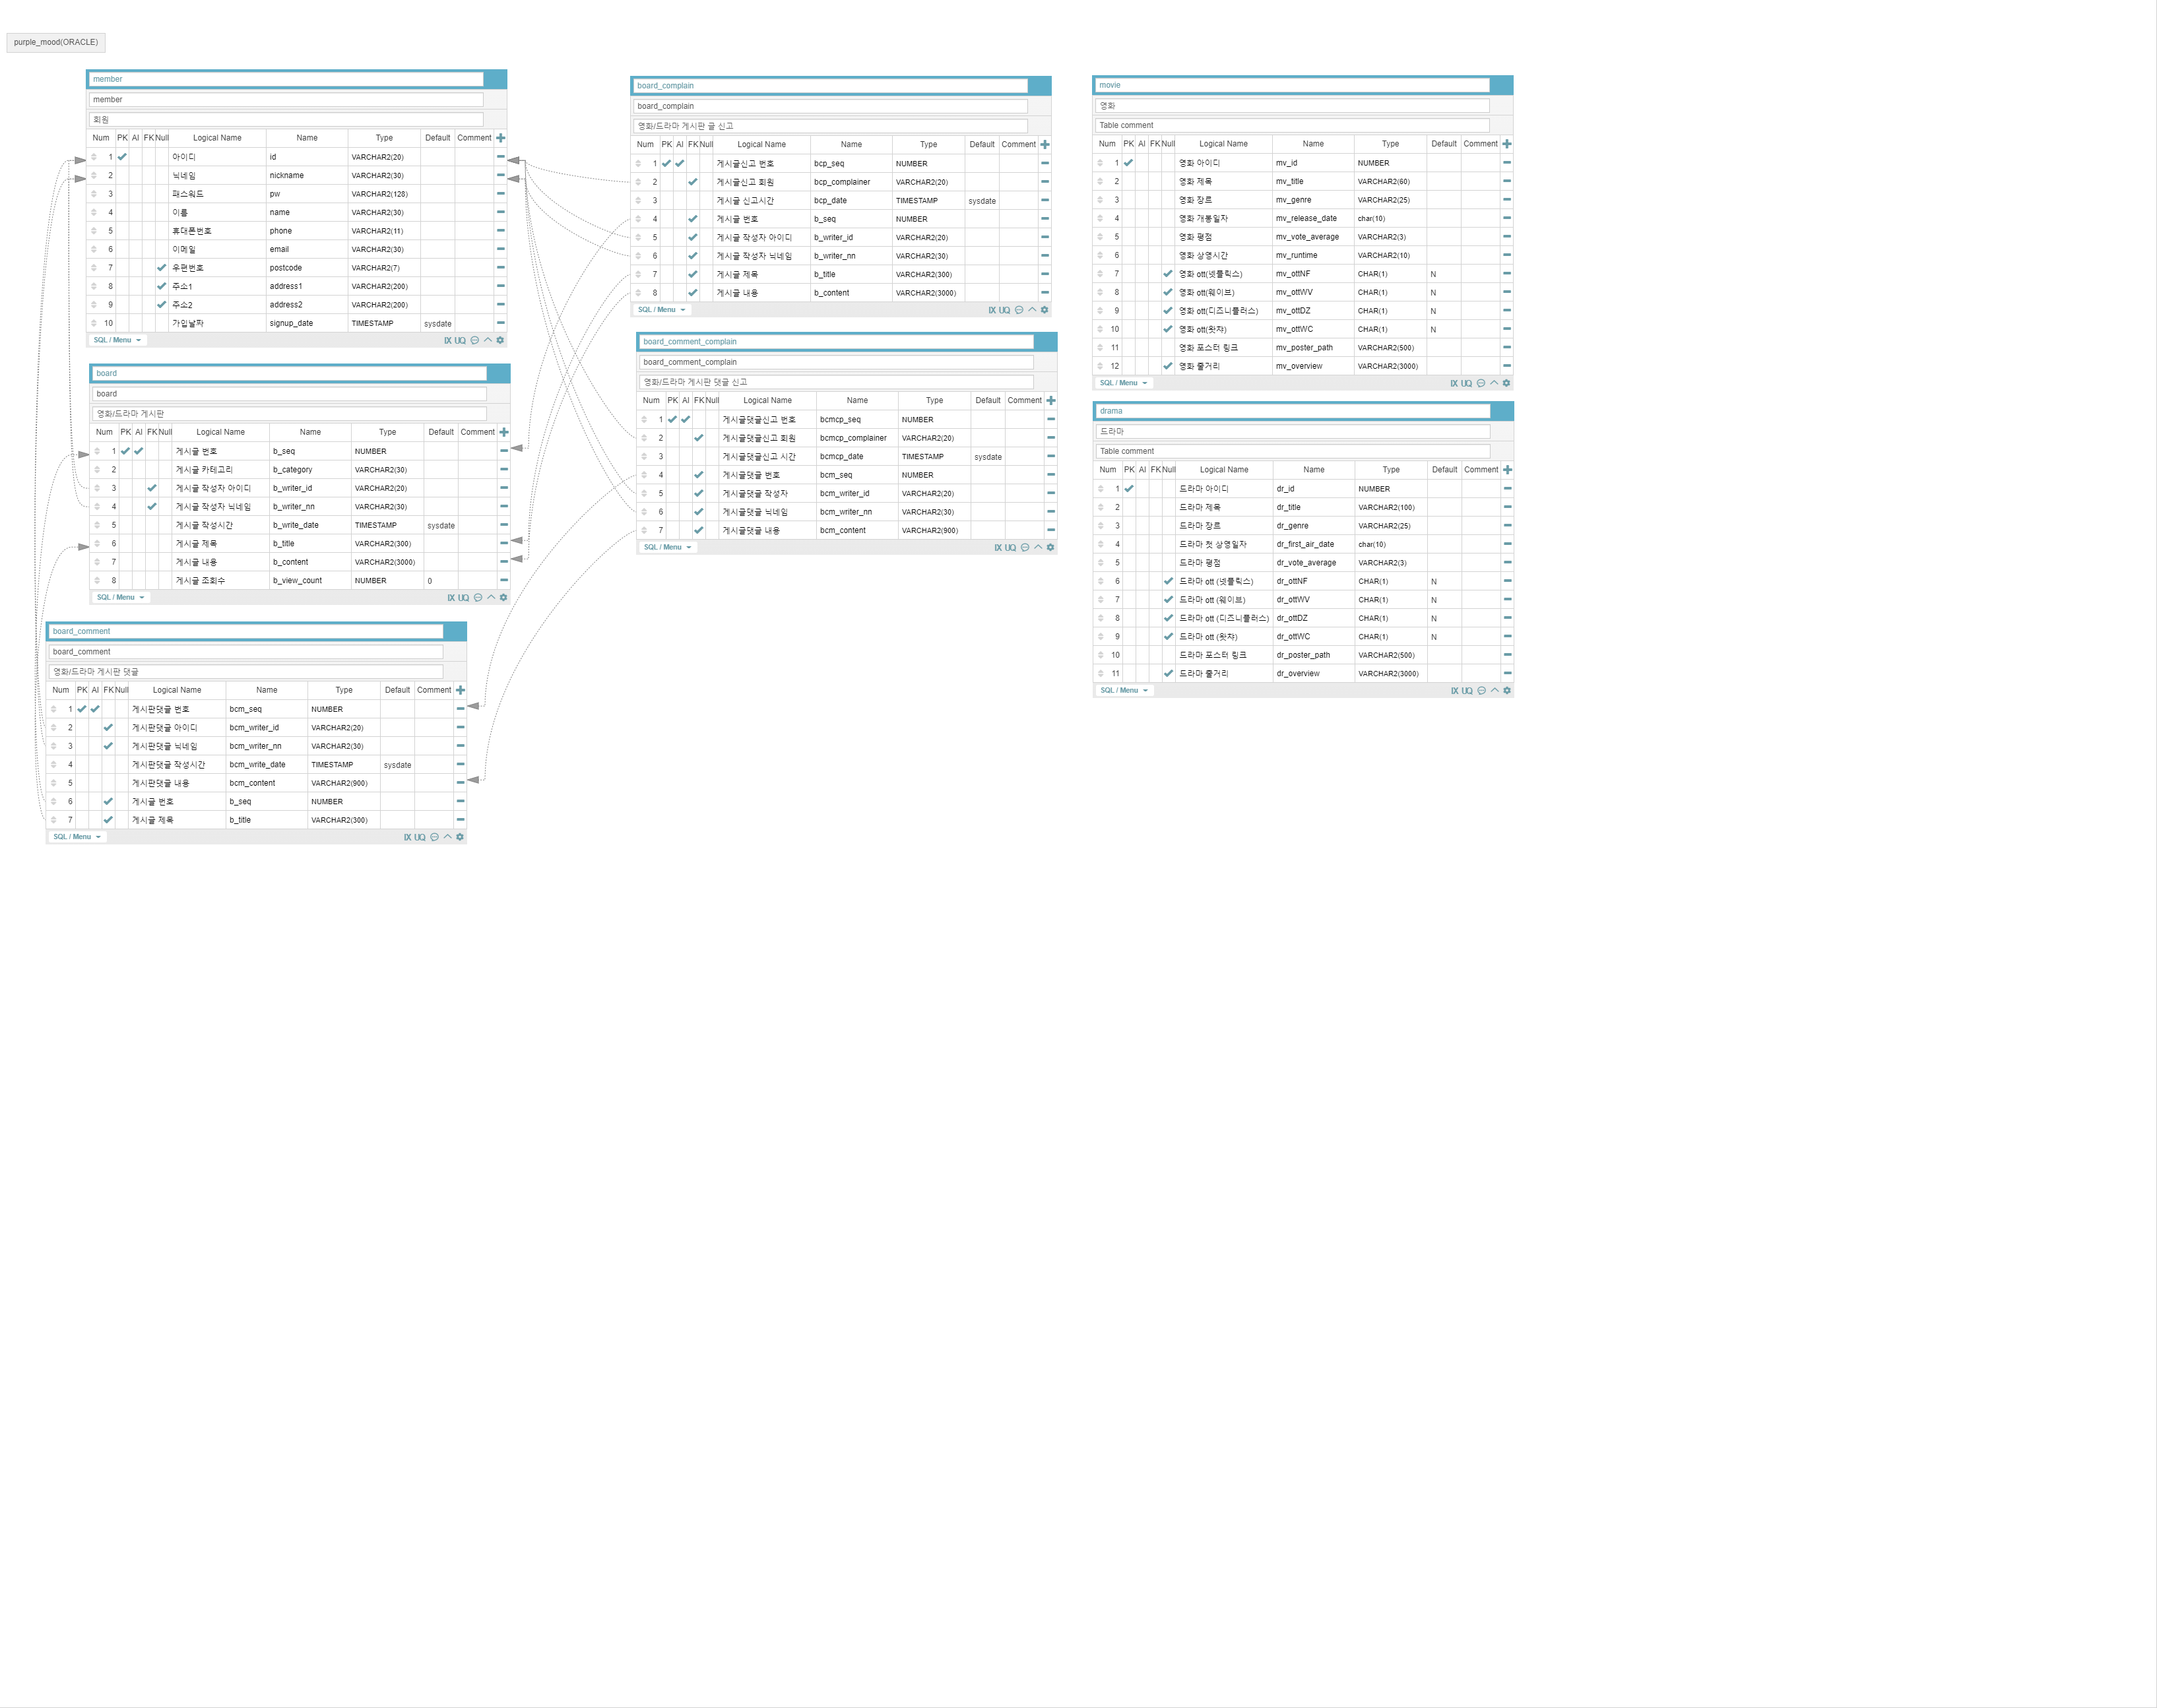 purple_mood(ORACLE)
member
member
회원
Num PK AI FK Null Logical Name Name Type Default Comment
1 아이디 id VARCHAR2(20)
2 닉네임 nickname VARCHAR2(30)
3 패스워드 pw VARCHAR2(128)
4 이름 name VARCHAR2(30)
5 휴대폰번호 phone VARCHAR2(11)
6 이메일 email VARCHAR2(30)
7 우편번호 postcode VARCHAR2(7)
8 주소1 address1 VARCHAR2(200)
9 주소2 address2 VARCHAR2(200)
10 가입날짜 signup_date TIMESTAMP sysdate
SQL / Menu IX UQ
board
board
영화/드라마 게시판
Num PK AI FK Null Logical Name Name Type Default Comment
1 게시글 번호 b_seq NUMBER
2 게시글 카테고리 b_category VARCHAR2(30)
3 게시글 작성자 아이디 b_writer_id VARCHAR2(20)
4 게시글 작성자 닉네임 b_writer_nn VARCHAR2(30)
5 게시글 작성시간 b_write_date TIMESTAMP sysdate
6 게시글 제목 b_title VARCHAR2(300)
7 게시글 내용 b_content VARCHAR2(3000)
8 게시글 조회수 b_view_count NUMBER 0
SQL / Menu IX UQ
board_comment
board_comment
영화/드라마 게시판 댓글
Num PK AI FK Null Logical Name Name Type Default Comment
1 게시판댓글 번호 bcm_seq NUMBER
2 게시판댓글 아이디 bcm_writer_id VARCHAR2(20)
3 게시판댓글 닉네임 bcm_writer_nn VARCHAR2(30)
4 게시판댓글 작성시간 bcm_write_date TIMESTAMP sysdate
5 게시판댓글 내용 bcm_content VARCHAR2(900)
6 게시글 번호 b_seq NUMBER
7 게시글 제목 b_title VARCHAR2(300)
SQL / Menu IX UQ
board_complain
board_complain
영화/드라마 게시판 글 신고
Num PK AI FK Null Logical Name Name Type Default Comment
1 게시글신고 번호 bcp_seq NUMBER
2 게시글신고 회원 bcp_complainer VARCHAR2(20)
3 게시글 신고시간 bcp_date TIMESTAMP sysdate
4 게시글 번호 b_seq NUMBER
5 게시글 작성자 아이디 b_writer_id VARCHAR2(20)
6 게시글 작성자 닉네임 b_writer_nn VARCHAR2(30)
7 게시글 제목 b_title VARCHAR2(300)
8 게시글 내용 b_content VARCHAR2(3000)
SQL / Menu IX UQ
board_comment_complain
board_comment_complain
영화/드라마 게시판 댓글 신고
Num PK AI FK Null Logical Name Name Type Default Comment
1 게시글댓글신고 번호 bcmcp_seq NUMBER
2 게시글댓글신고 회원 bcmcp_complainer VARCHAR2(20)
3 게시글댓글신고 시간 bcmcp_date TIMESTAMP sysdate
4 게시글댓글 번호 bcm_seq NUMBER
5 게시글댓글 작성자 bcm_writer_id VARCHAR2(20)
6 게시글댓글 닉네임 bcm_writer_nn VARCHAR2(30)
7 게시글댓글 내용 bcm_content VARCHAR2(900)
SQL / Menu IX UQ
movie
영화
Table comment
Num PK AI FK Null Logical Name Name Type Default Comment
1 영화 아이디 mv_id NUMBER
2 영화 제목 mv_title VARCHAR2(60)
3 영화 장르 mv_genre VARCHAR2(25)
4 영화 개봉일자 mv_release_date char(10)
5 영화 평점 mv_vote_average VARCHAR2(3)
6 영화 상영시간 mv_runtime VARCHAR2(10)
7 영화 ott(넷플릭스) mv_ottNF CHAR(1) N
8 영화 ott(웨이브) mv_ottWV CHAR(1) N
9 영화 ott(디즈니플러스) mv_ottDZ CHAR(1) N
10 영화 ott(왓챠) mv_ottWC CHAR(1) N
11 영화 포스터 링크 mv_poster_path VARCHAR2(500)
12 영화 줄거리 mv_overview VARCHAR2(3000)
SQL / Menu IX UQ
drama
드라마
Table comment
Num PK AI FK Null Logical Name Name Type Default Comment
1 드라마 아이디 dr_id NUMBER
2 드라마 제목 dr_title VARCHAR2(100)
3 드라마 장르 dr_genre VARCHAR2(25)
4 드라마 첫 상영일자 dr_first_air_date char(10)
5 드라마 평점 dr_vote_average VARCHAR2(3)
6 드라마 ott (넷플릭스) dr_ottNF CHAR(1) N
7 드라마 ott (웨이브) dr_ottWV CHAR(1) N
8 드라마 ott (디즈니플러스) dr_ottDZ CHAR(1) N
9 드라마 ott (왓챠) dr_ottWC CHAR(1) N
10 드라마 포스터 링크 dr_poster_path VARCHAR2(500)
11 드라마 줄거리 dr_overview VARCHAR2(3000)
SQL / Menu IX UQ